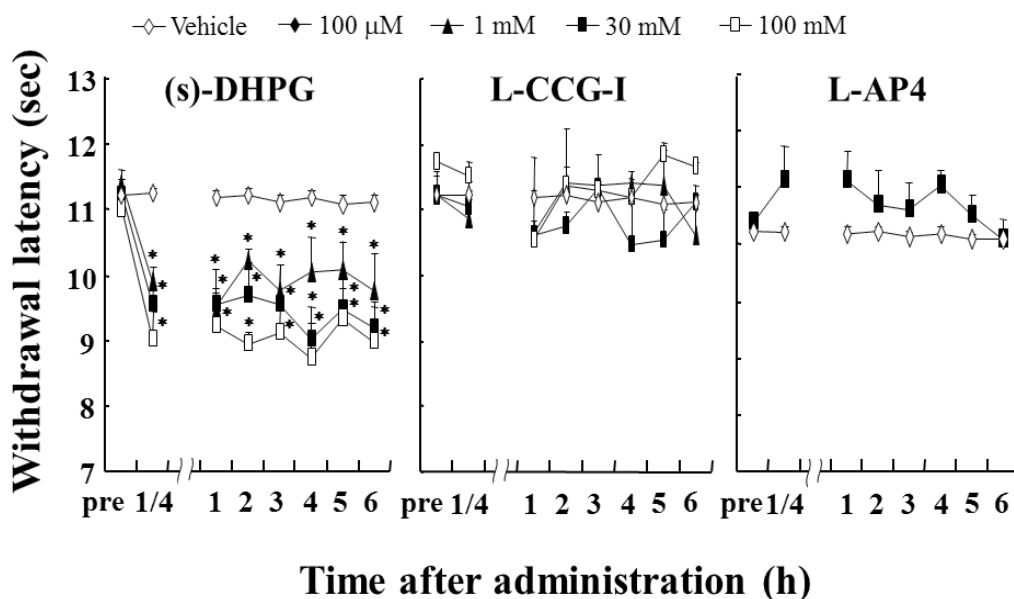 Vehicle 100 μM 1 mM 30 mM 100 mM
Withdrawal latency (sec)
13
12
11
10
9
8
7
(s)-DHPG
L-CCG-I
L-AP4
* * * * * * *
* * * * * * *
* * * * * * *
pre 1/4 1 2 3 4 5 6
pre 1/4 1 2 3 4 5 6
pre 1/4 1 2 3 4 5 6
Time after administration (h)